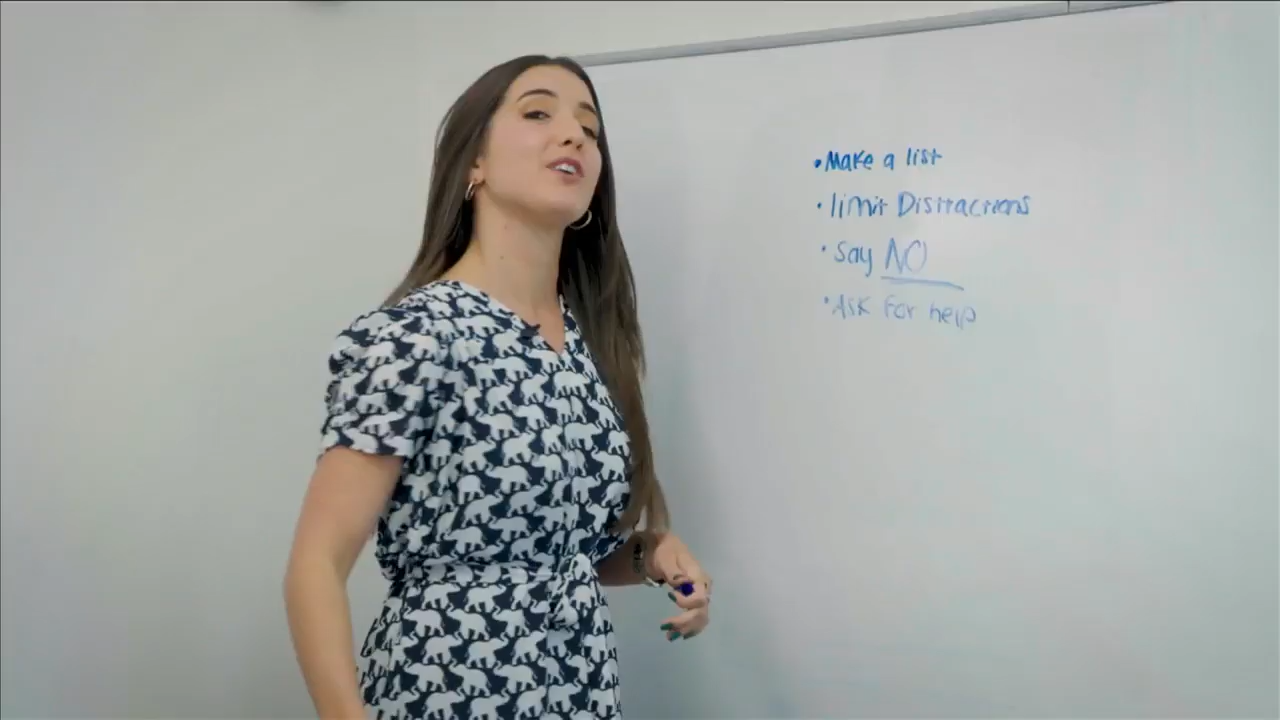 • Make a list
• limit Distractions
• Say NO
• Ask for help